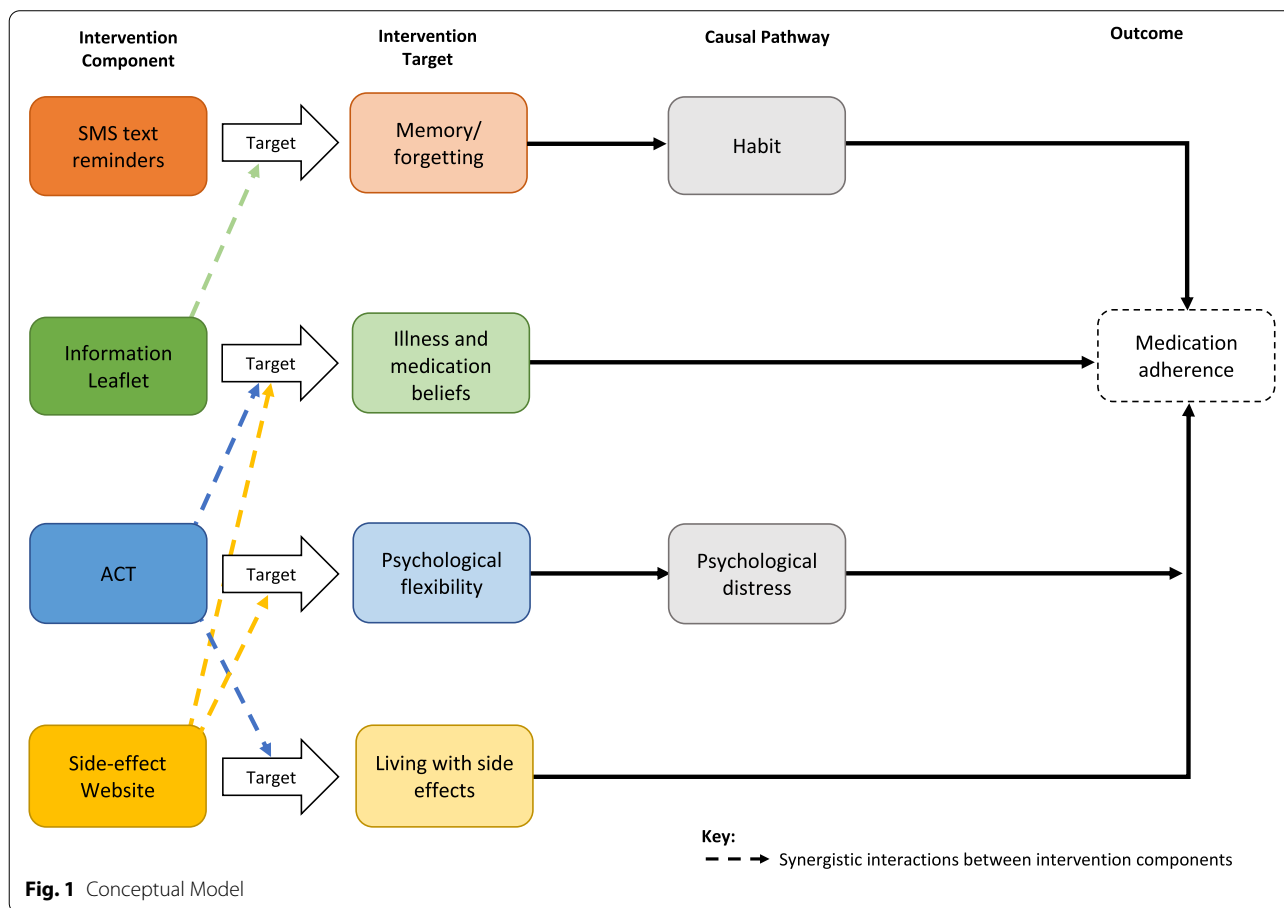 Intervention
Component
Intervention
Target
Causal Pathway
Outcome
SMS text
reminders
Target
Memory/
forgetting
Habit
Information
Leaflet
Target
Illness and
medication
beliefs
Medication
adherence
ACT
Target
Psychological
flexibility
Psychological
distress
Side-effect
Website
Target
Living with side
effects
Key:
Synergistic interactions between intervention components
Fig. 1 Conceptual Model